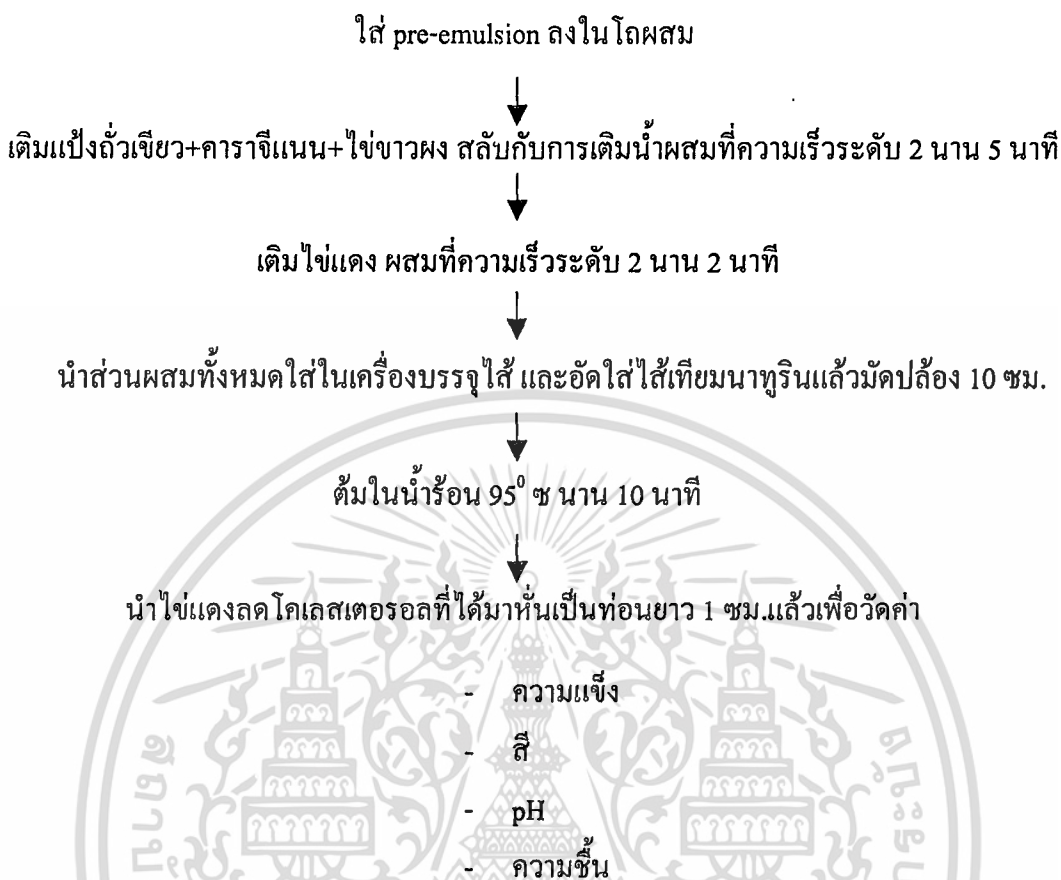 ใส่ pre-emulsion ลงในโถผสม
เติมแป้งถั่วเขียว+คาราจีแนน+ไข่ขาวผง สลับกับการเติมน้ำผสมที่ความเร็วระดับ 2 นาน 5 นาที
เติมไข่แดง ผสมที่ความเร็วระดับ 2 นาน 2 นาที
นำส่วนผสมทั้งหมดใส่ในเครื่องบรรจุไส้ และอัดใส่ไส้เทียมนาทูรินแล้วมัดปล้อง 10 ซม.
ต้มในน้ำร้อน 95⁰ ซ นาน 10 นาที
นำไข่แดงลดโคเลสเตอรอลที่ได้มาหั่นเป็นท่อนยาว 1 ซม.แล้วเพื่อวัดค่า
- ความแข็ง
- สี
- pH
- ความชื้น